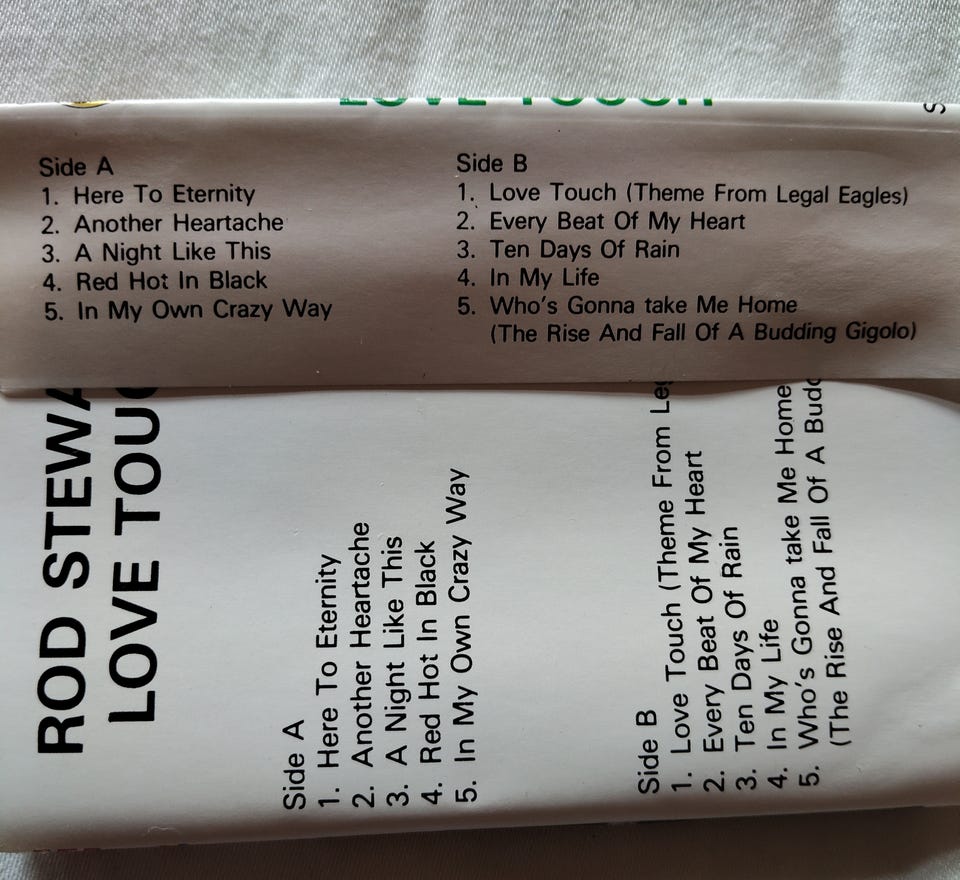 LOVE TOUCH
Side A
1. Here To Eternity
2. Another Heartache
3. A Night Like This
4. Red Hot In Black
5. In My Own Crazy Way
Side B
1. Love Touch (Theme From Legal Eagles)
2. Every Beat Of My Heart
3. Ten Days Of Rain
4. In My Life
5. Who's Gonna take Me Home
(The Rise And Fall Of A Budding Gigolo)
ROD STEWA
LOVE TOUC
Side A
1. Here To Eternity
2. Another Heartache
3. A Night Like This
4. Red Hot In Black
5. In My Own Crazy Way
Side B
1. Love Touch (Theme From Leg
2. Every Beat Of My Heart
3. Ten Days Of Rain
4. In My Life
5. Who's Gonna take Me Home
(The Rise And Fall Of A Budd